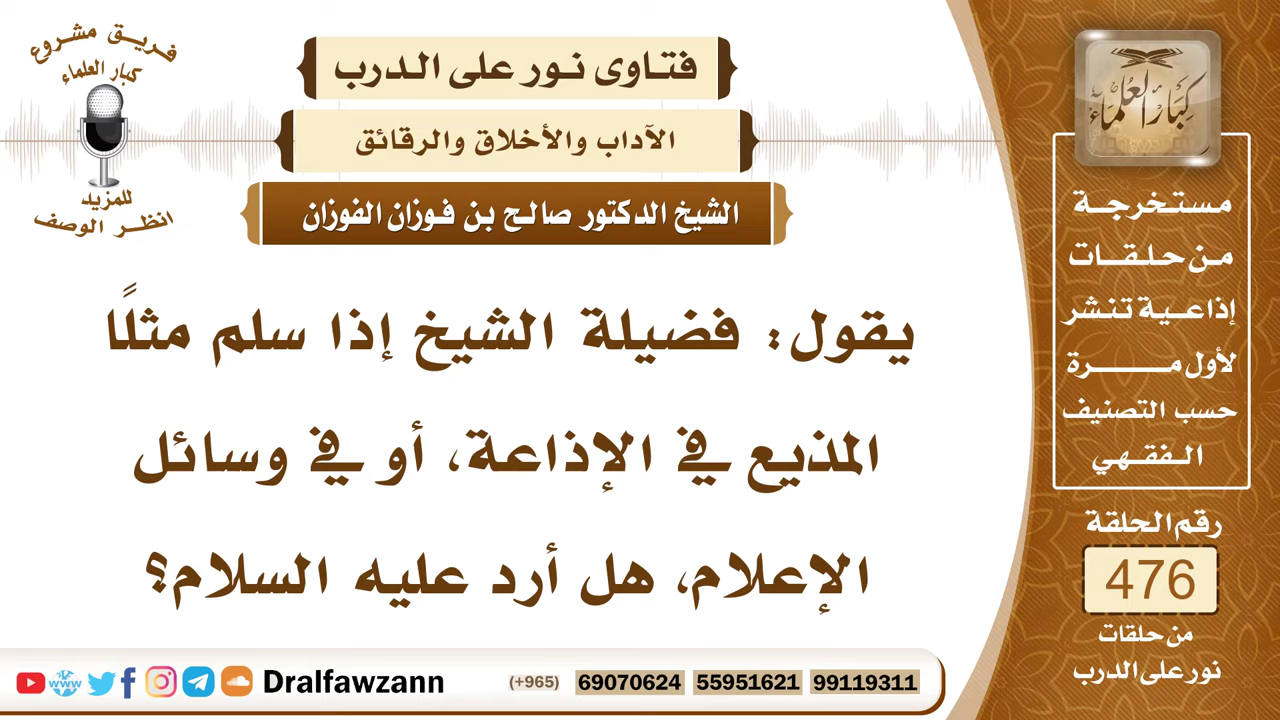 فريق مشروع
كبار العلماء
للمزيد
انظر الوصف
فتاوى نور على الدرب
الآداب والأخلاق والرقائق
الشيخ الدكتور صالح بن فوزان الفوزان
يقول: فضيلة الشيخ إذا سلم مثلًا
المذيع في الإذاعة، أو في وسائل
الإعلام، هل أرد عليه السلام؟
كبار العلماء
مستخرجة
من حلقات
إذاعية تنشر
لأول مرة
حسب التصنيف
الفقهي
رقم الحلقة
476
من حلقات
نور على الدرب
www Dralfawzann (+965) 69070624 55951621 99119311